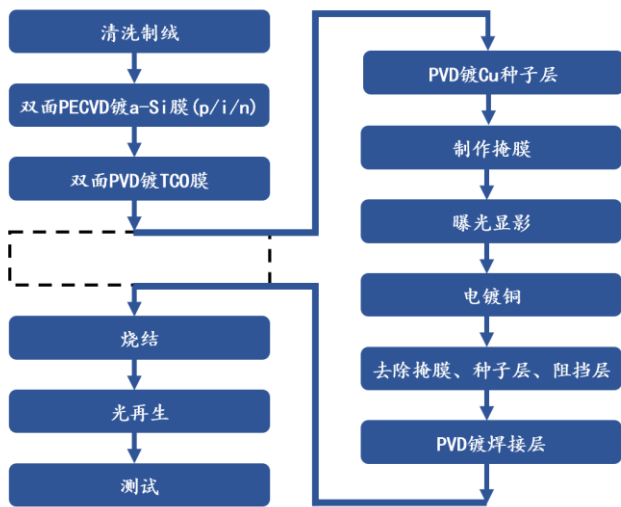 清洗制线
双面PECVD镀a-Si膜(p/i/n)
双面PVD镀TCO膜
PVD镀Cu种子层
制作掩膜
曝光显影
电镀铜
去除掩膜、种子层、阻挡层
PVD镀焊接层
烧结
光再生
测试